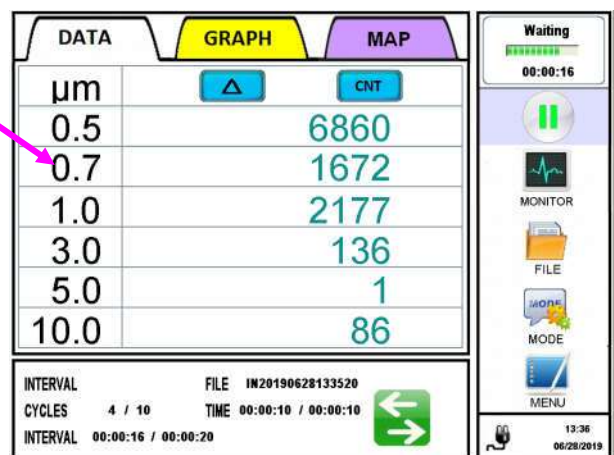 DATA GRAPH MAP
µm △ CNT
0.5 6860
0.7 1672
1.0 2177
3.0 136
5.0 1
10.0 86
INTERVAL FILE IN20190628133520
CYCLES 4 / 10 TIME 00:00:10 / 00:00:10
INTERVAL 00:00:16 / 00:00:20
Waiting
00:00:16
MONITOR
FILE
MODE
MODE
MENU
13:36
06/28/2019